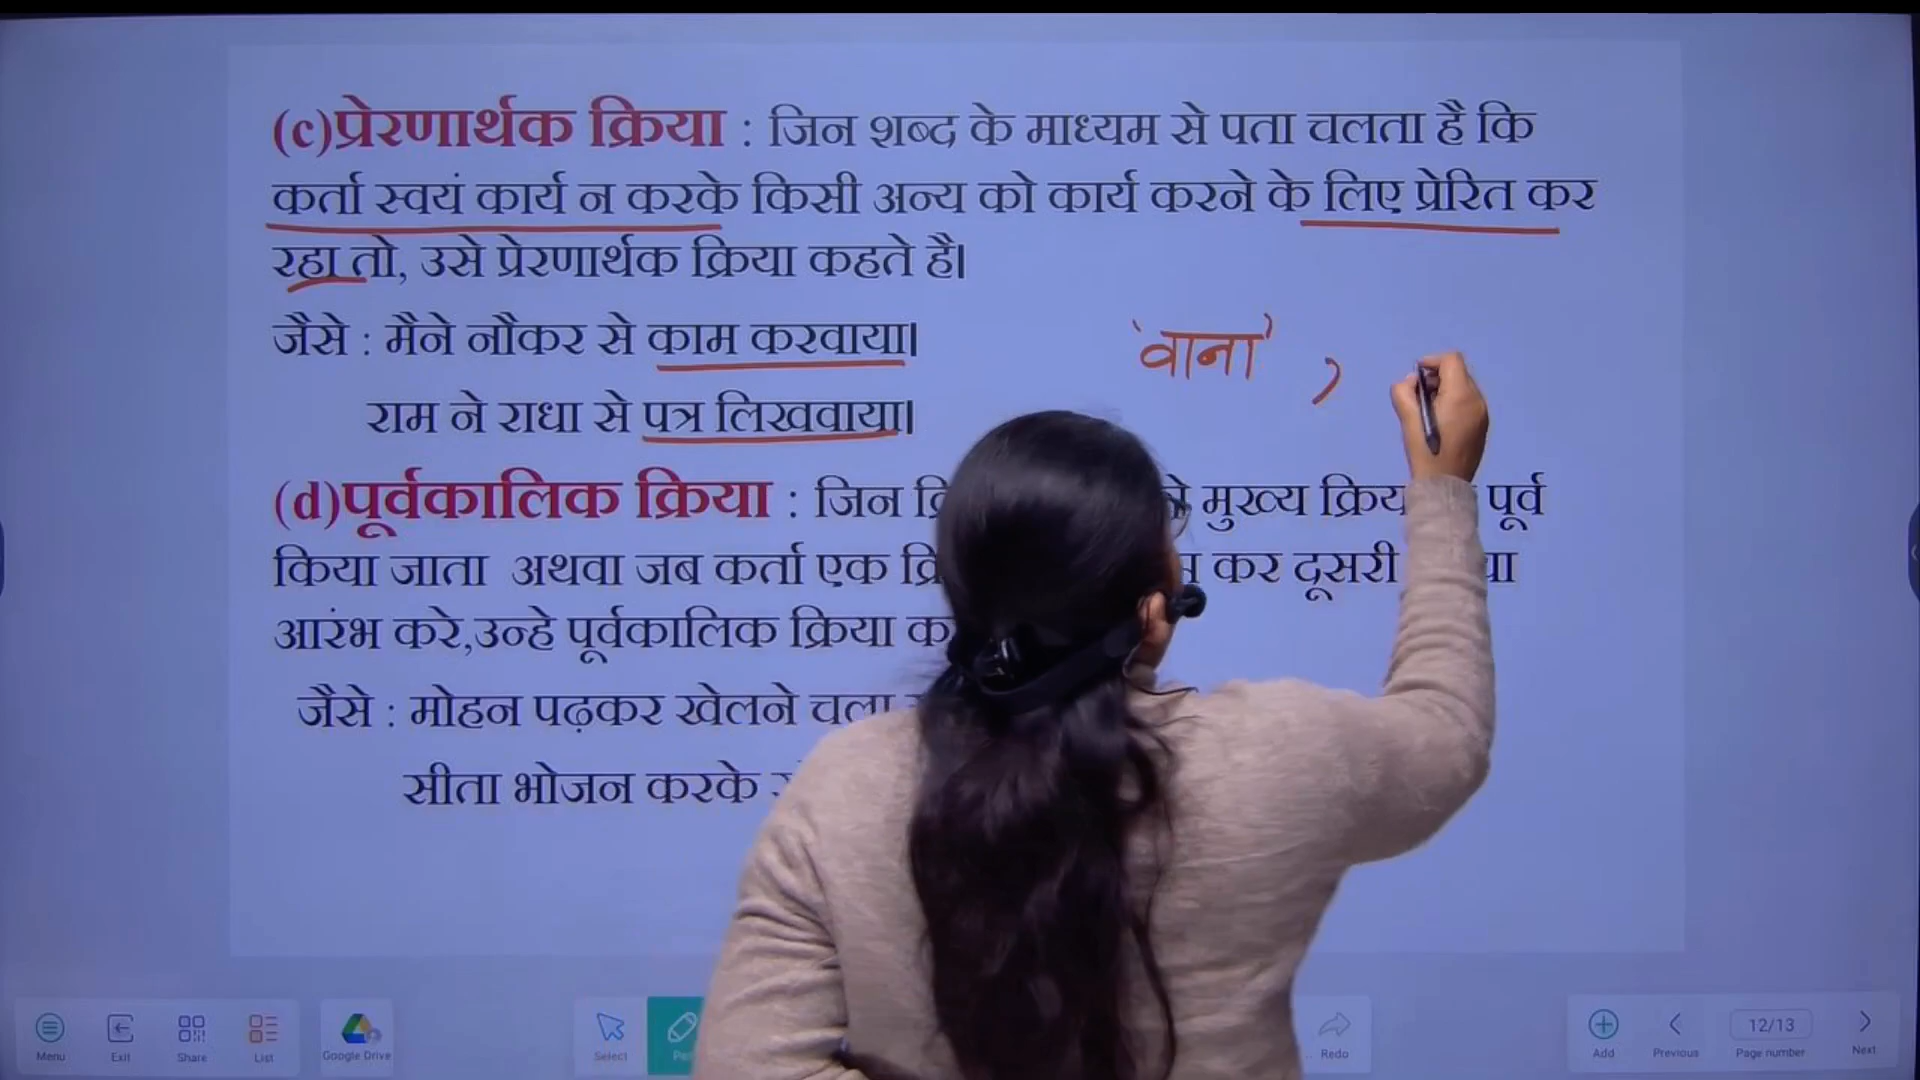 (c)प्रेरणार्थक क्रिया : जिन शब्द के माध्यम से पता चलता है कि
कर्ता स्वयं कार्य न करके किसी अन्य को कार्य करने के लिए प्रेरित कर
रहा तो, उसे प्रेरणार्थक क्रिया कहते है।
जैसे : मैने नौकर से काम करवाया।
'वाना' ,
राम ने राधा से पत्र लिखवाया।
(d)पूर्वकालिक क्रिया : जिन मुख्य पूर्व
किया जाता अथवा जब कर्ता एक कर दूसरी
आरंभ करे,उन्हे पूर्वकालिक क्रिया
जैसे : मोहन पढ़कर खेलने चला
सीता भोजन करके
Menu Exit Share List Google Drive Select Redo Add Previous 12/13 Page number Next